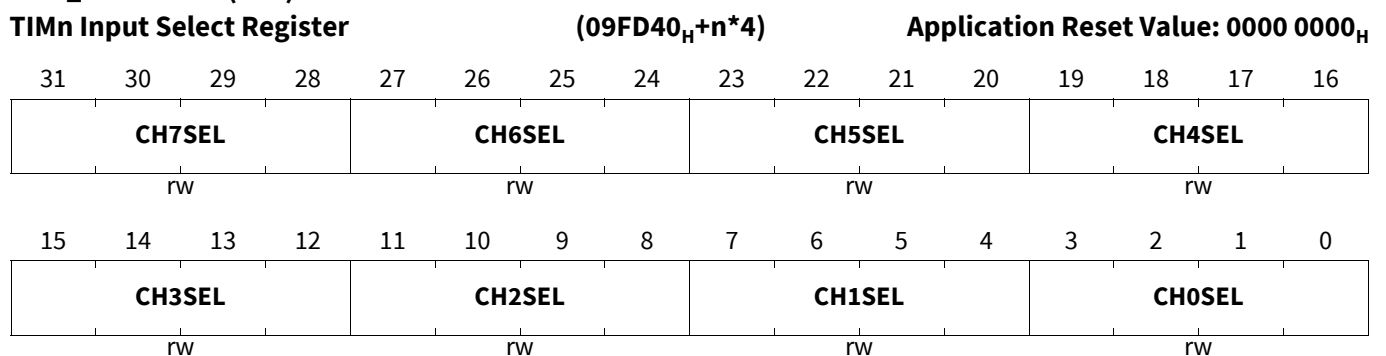 TIMn Input Select Register (09FD40H+n*4) Application Reset Value: 0000 0000H
31 30 29 28 27 26 25 24 23 22 21 20 19 18 17 16
CH7SEL CH6SEL CH5SEL CH4SEL
rw rw rw rw
15 14 13 12 11 10 9 8 7 6 5 4 3 2 1 0
CH3SEL CH2SEL CH1SEL CH0SEL
rw rw rw rw